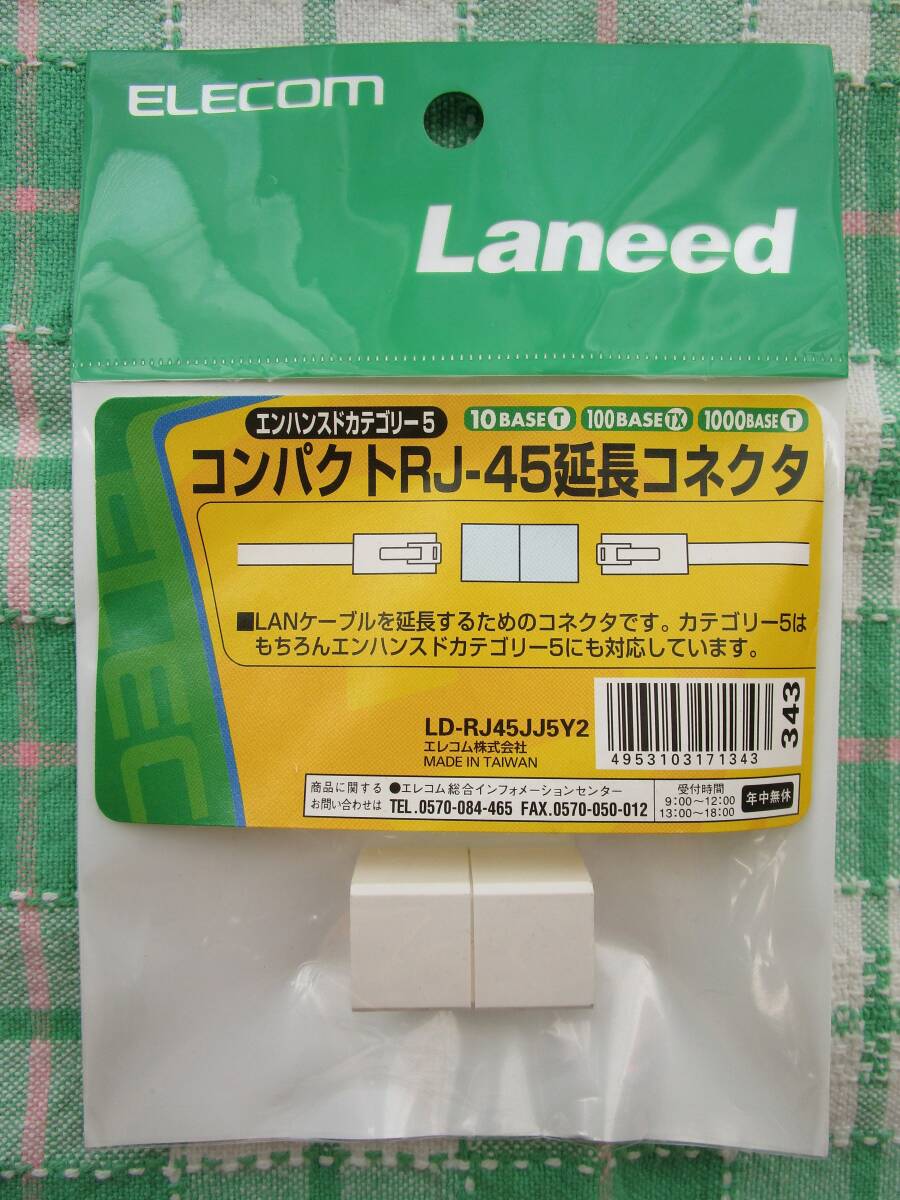 ELECOM
Laneed
エンハンスドカテゴリー5 10BASE T 100BASE TX 1000BASE T
コンパクトRJ-45延長コネクタ
■LANケーブルを延長するためのコネクタです。カテゴリー5は
もちろんエンハンスドカテゴリー5にも対応しています。
LD-RJ45JJ5Y2
エレコム株式会社
MADE IN TAIWAN
4953103171343
343
商品に関する
お問い合わせは
●エレコム総合インフォメーションセンター
TEL.0570-084-465 FAX.0570-050-012
受付時間
9:00〜12:00
13:00〜18:00
年中無休
ELEC